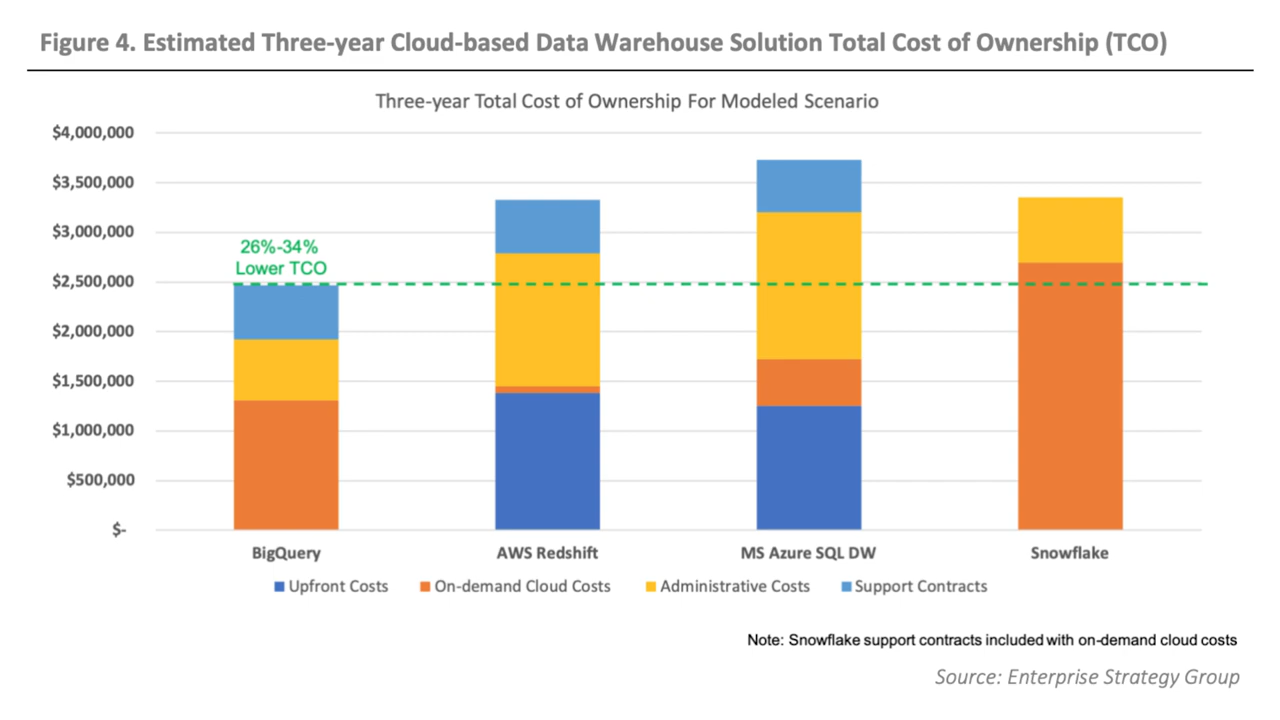 Figure 4. Estimated Three-year Cloud-based Data Warehouse Solution Total Cost of Ownership (TCO)
Three-year Total Cost of Ownership For Modeled Scenario
$4,000,000
$3,500,000
$3,000,000
26%-34%
Lower TCO
$2,500,000
$2,000,000
$1,500,000
$1,000,000
$500,000
$-
BigQuery AWS Redshift MS Azure SQL DW Snowflake
Upfront Costs On-demand Cloud Costs Administrative Costs Support Contracts
Note: Snowflake support contracts included with on-demand cloud costs
Source: Enterprise Strategy Group